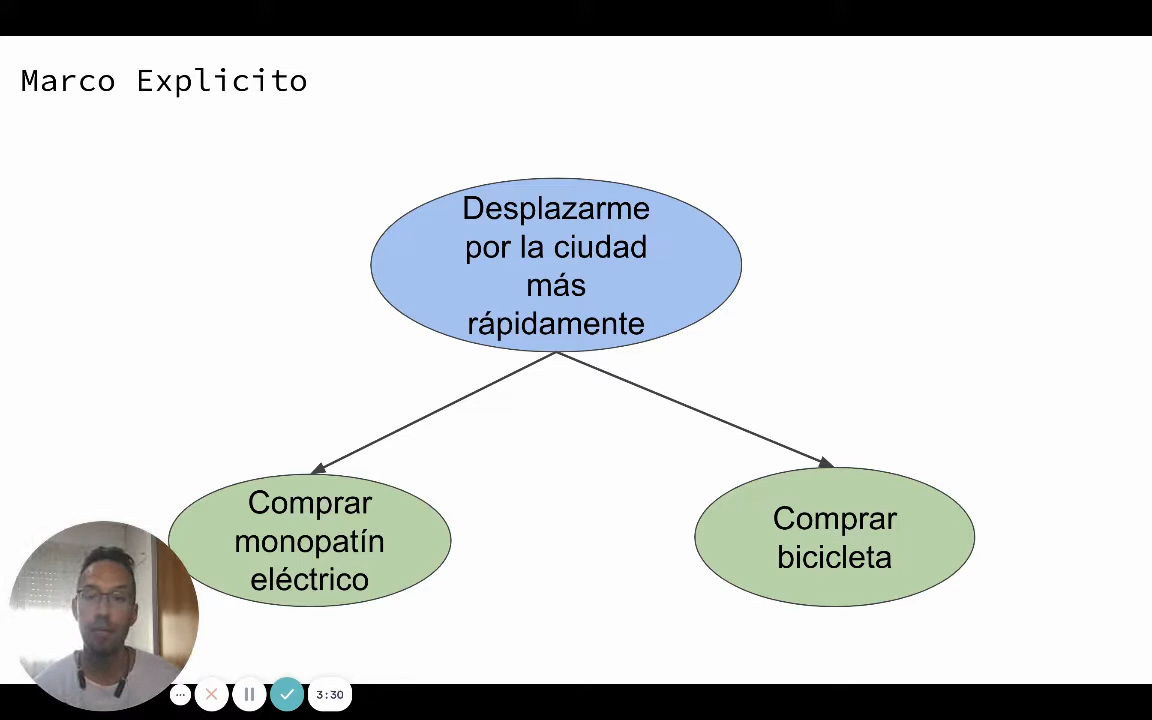 Marco Explicito
Desplazarme
por la ciudad
más
rápidamente
Comprar
monopatín
eléctrico
Comprar
bicicleta
3:30